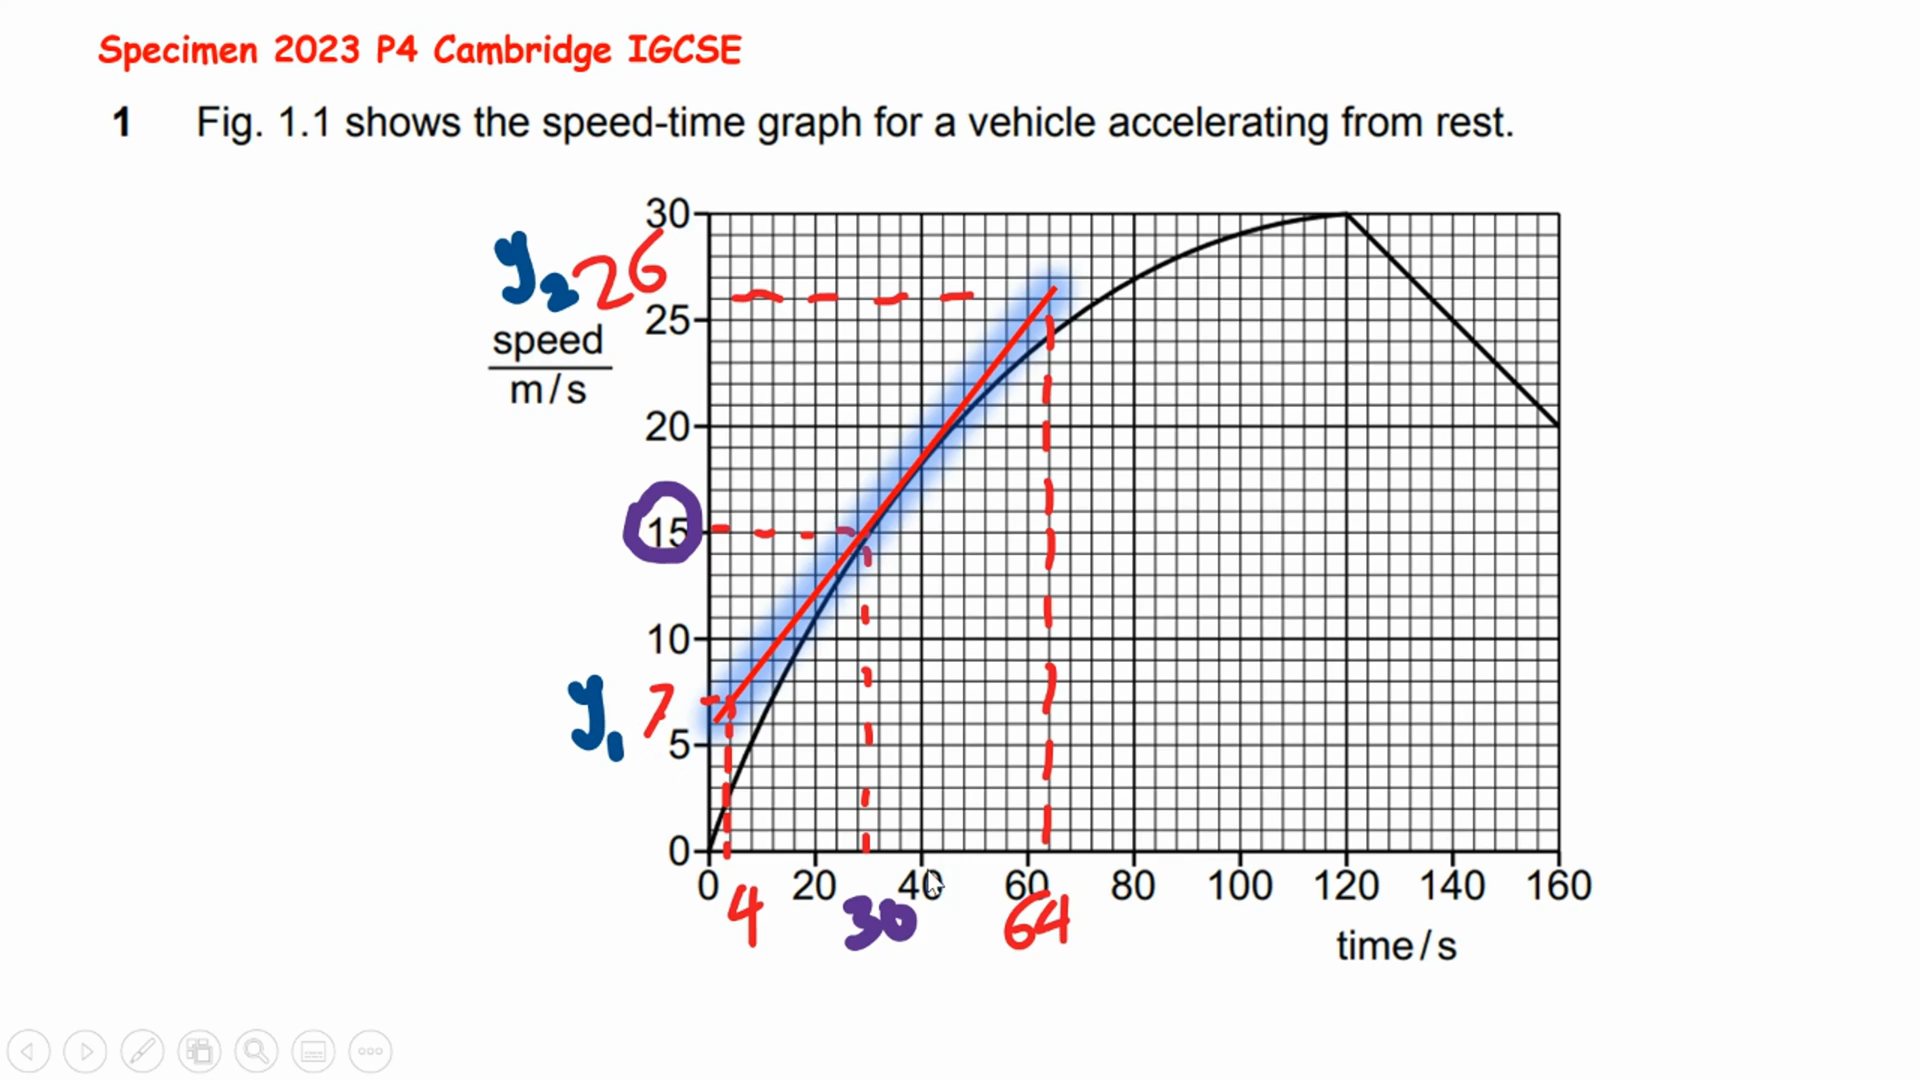 Specimen 2023 P4 Cambridge IGCSE
1 Fig. 1.1 shows the speed-time graph for a vehicle accelerating from rest.
30
y2 26
25
speed
m/s
20
15
10
y1 7
5
0
0 20 40 60 80 100 120 140 160
4 30 64
time/s